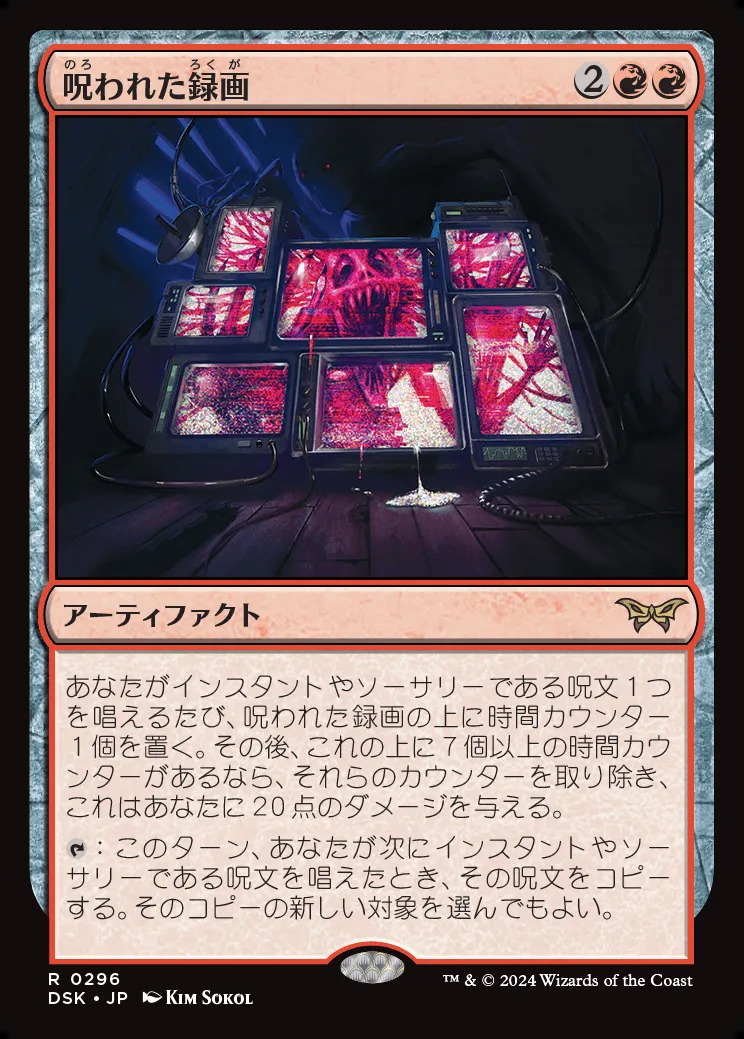 呪われた録画
のろ ろくが
2
アーティファクト
あなたがインスタントやソーサリーである呪文1つ
を唱えるたび、呪われた録画の上に時間カウンター
1個を置く。その後、これの上に7個以上の時間カウ
ンターがあるなら、それらのカウンターを取り除き、
これはあなたに20点のダメージを与える。
:このターン、あなたが次にインスタントやソー
サリーである呪文を唱えたとき、その呪文をコピー
する。そのコピーの新しい対象を選んでもよい。
R 0296
DSK • JP KIM SOKOL
™ & © 2024 Wizards of the Coast